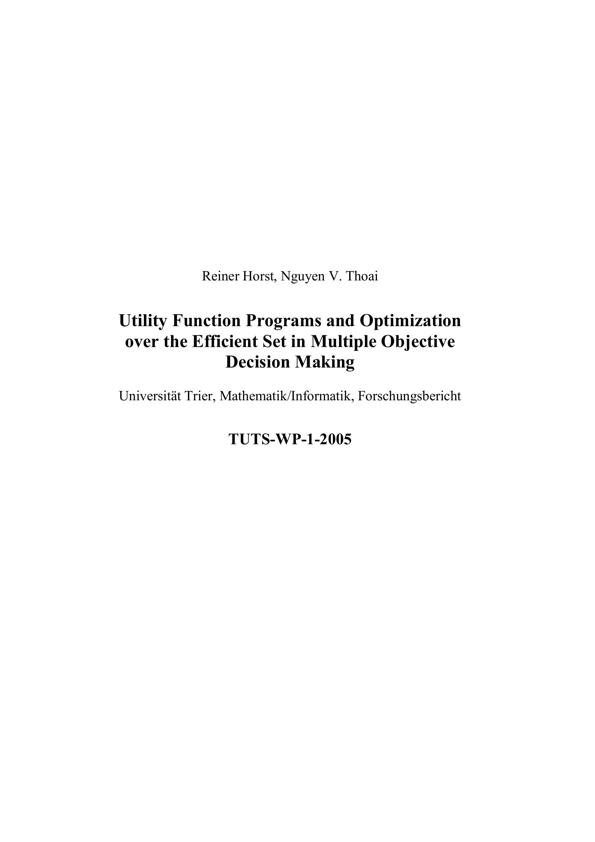 Reiner Horst, Nguyen V. Thoai
Utility Function Programs and Optimization
over the Efficient Set in Multiple Objective
Decision Making
Universität Trier, Mathematik/Informatik, Forschungsbericht
TUTS-WP-1-2005